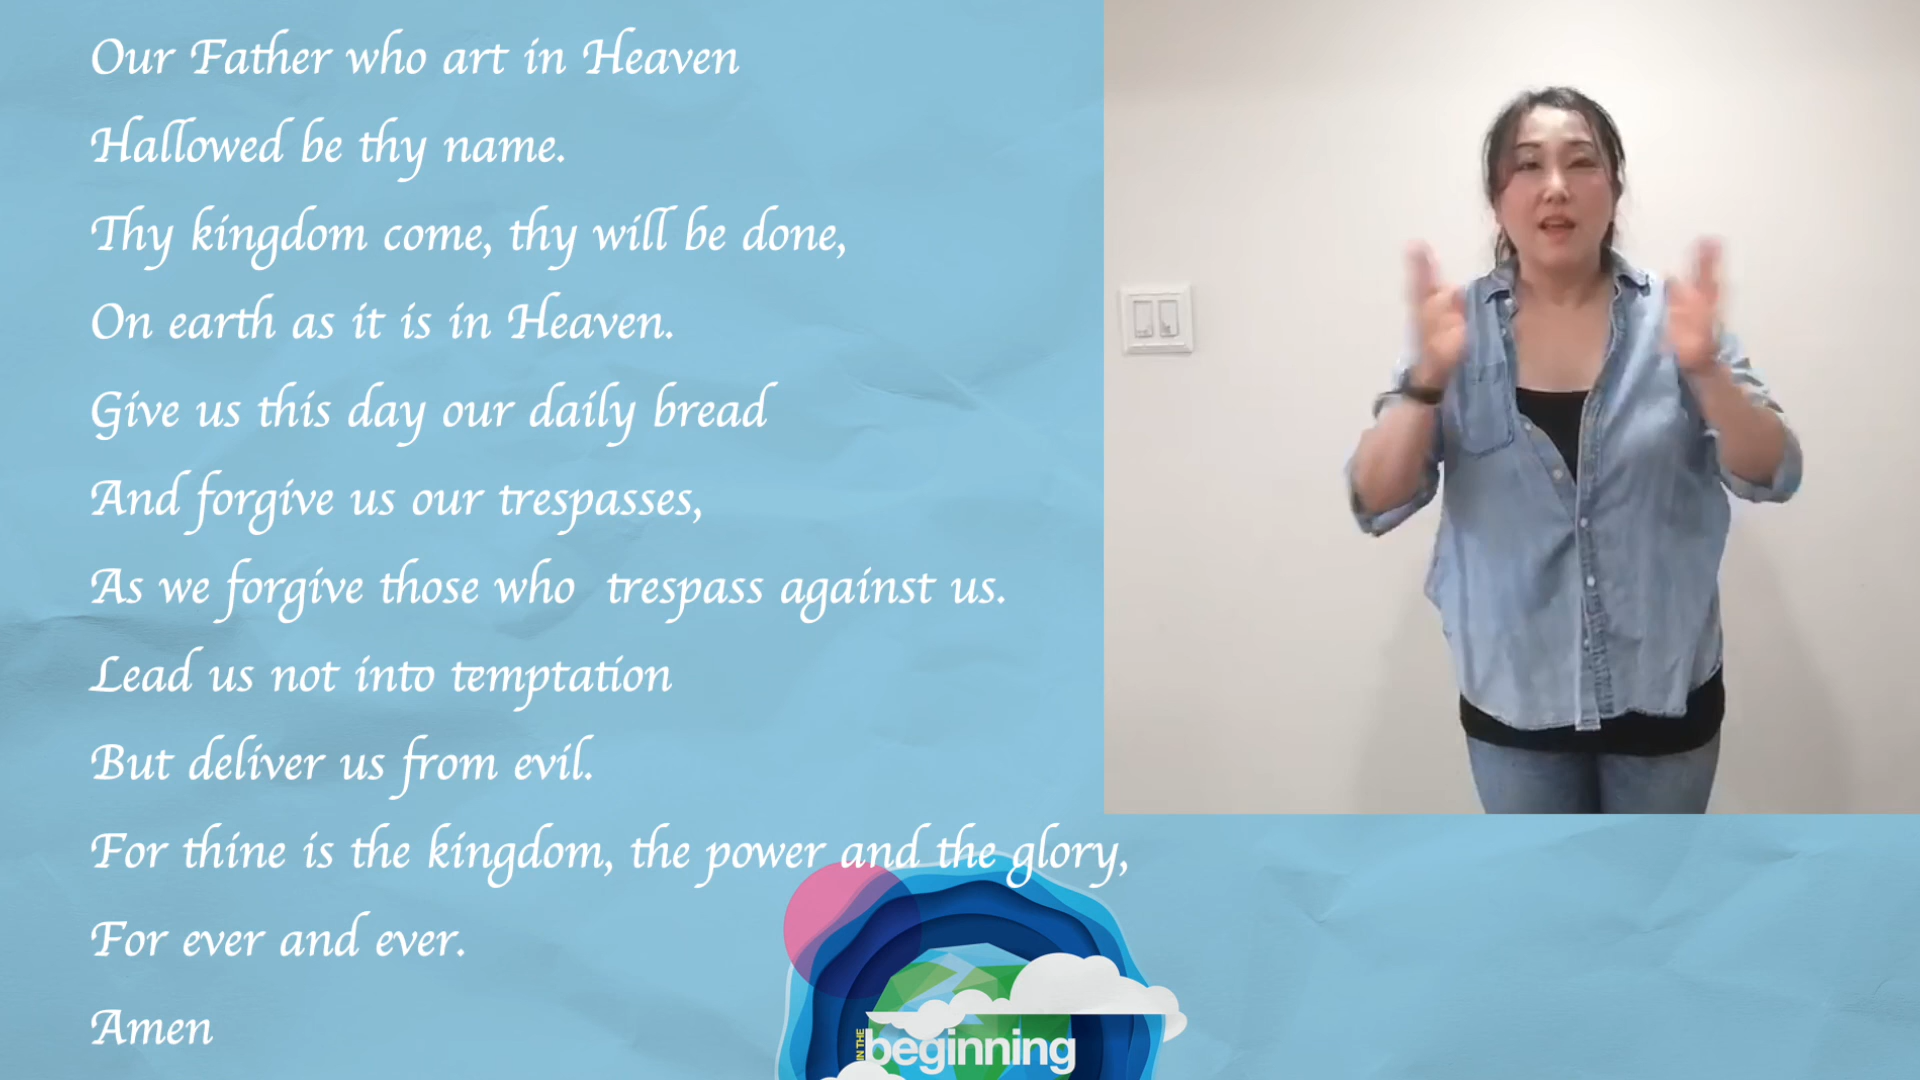 Our Father who art in Heaven
Hallowed be thy name.
Thy kingdom come, thy will be done,
On earth as it is in Heaven.
Give us this day our daily bread
And forgive us our trespasses,
As we forgive those who trespass against us.
Lead us not into temptation
But deliver us from evil.
For thine is the kingdom, the power and the glory,
For ever and ever.
Amen
IN THE
beginning